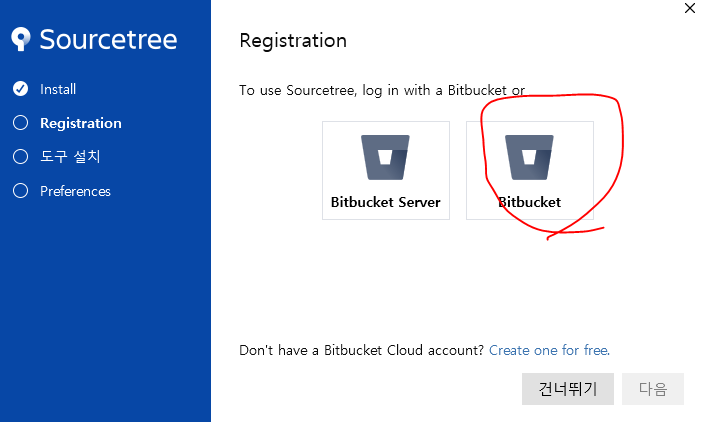 Sourcetree
Install
Registration
도구 설치
Preferences
Registration
To use Sourcetree, log in with a Bitbucket or
Bitbucket Server
Bitbucket
Don't have a Bitbucket Cloud account? Create one for free.
건너뛰기
다음